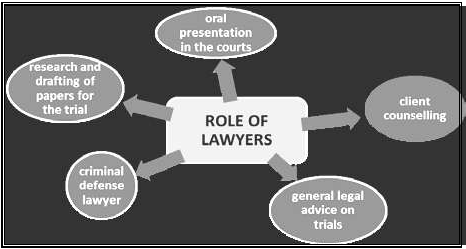 oral
presentation
in the courts
research and
drafting of
papers for
the trial
ROLE OF
LAWYERS
client
counselling
criminal
defense
lawyer
general legal
advice on
trials